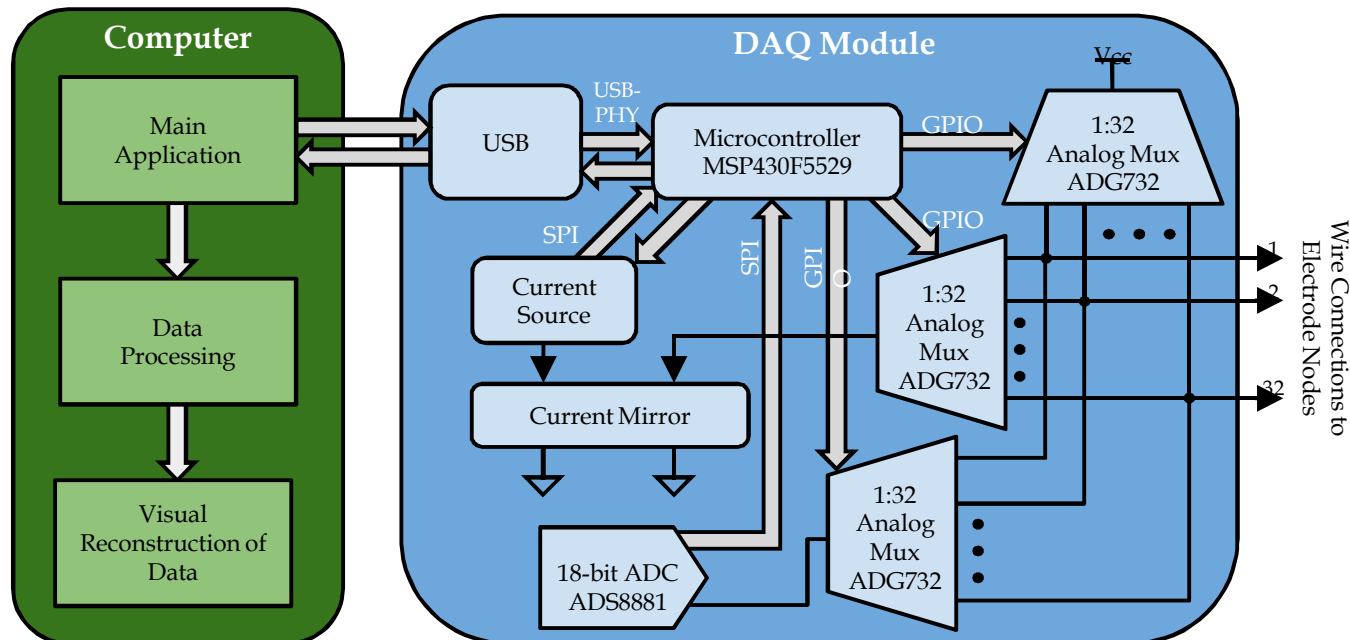 Computer
Main
Application
Data
Processing
Visual
Reconstruction of
Data
DAQ Module
USB
USB-
PHY
Microcontroller
MSP430F5529
GPIO
Vcc
1:32
Analog Mux
ADG732
SPI
SPI
GPI
O
GPIO
Current
Source
Current Mirror
1:32
Analog
Mux
ADG732
1:32
Analog
Mux
ADG732
18-bit ADC
ADS8881
1
2
32
Wire Connections to
Electrode Nodes